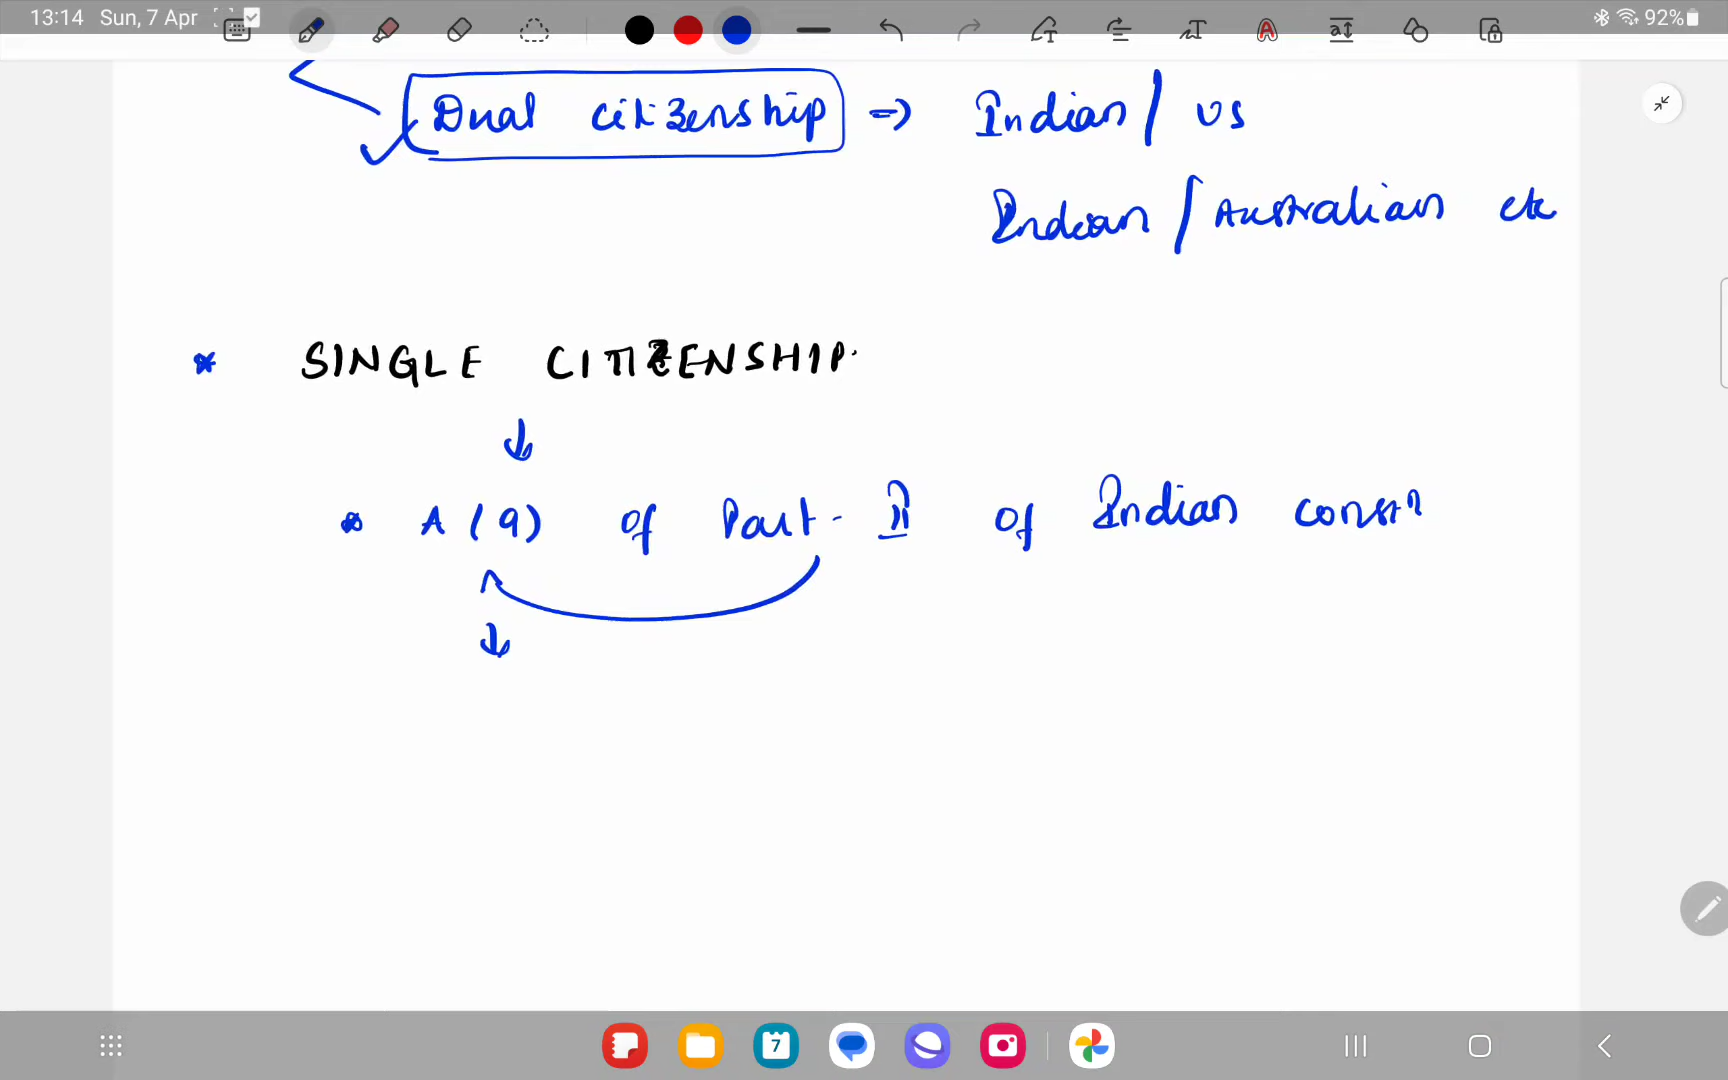 13:14 Sun, 7 Apr 92%
Dual citizenship => Indian / US
Indian / Australian etc
* SINGLE CITIZENSHIP.
↓
* A (9) of Part - II of Indian constn
↓
7